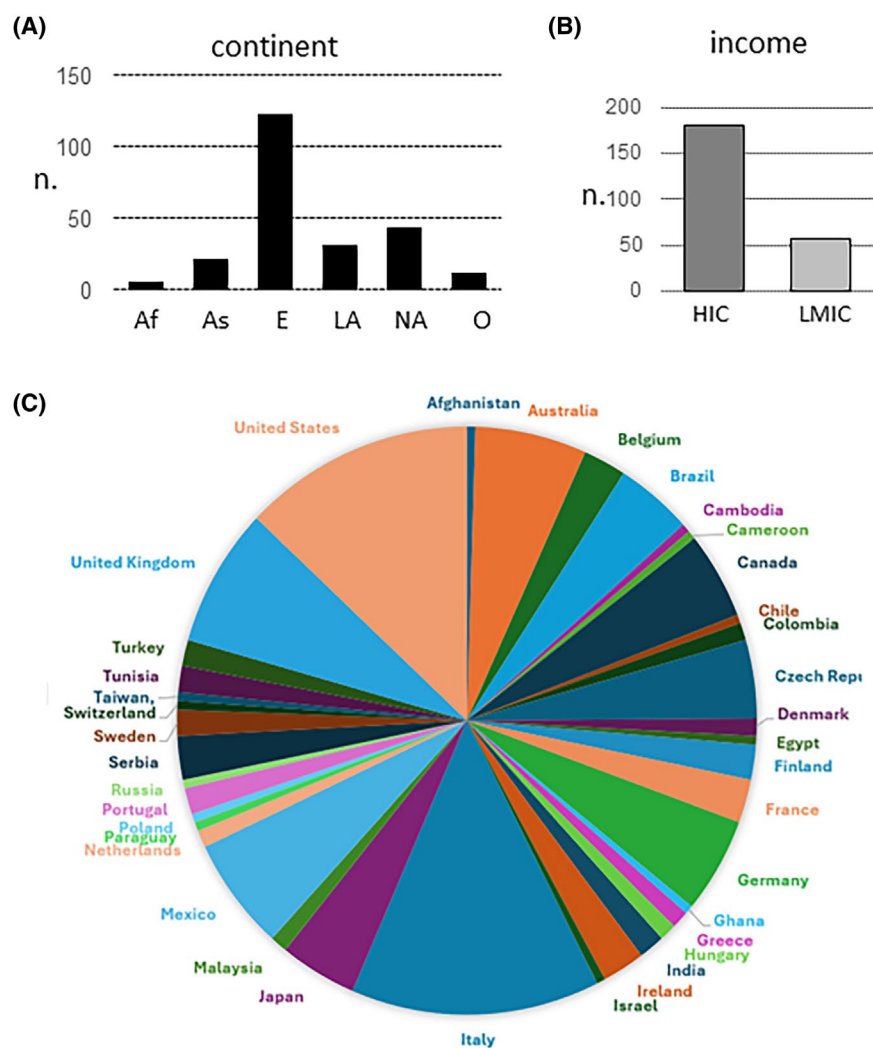 (A)
continent
150
100
n.
50
0
Af As E LA NA O
(B)
income
200
150
n.
100
50
0
HIC LMIC
(C)
Afghanistan
Australia
Belgium
Brazil
Cambodia
Cameroon
Canada
Chile
Colombia
Czech Repu
Denmark
Egypt
Finland
France
Germany
Ghana
Greece
Hungary
India
Ireland
Israel
Italy
Japan
Malaysia
Mexico
Netherlands
Paraguay
Poland
Portugal
Russia
Serbia
Sweden
Switzerland
Taiwan,
Tunisia
Turkey
United Kingdom
United States